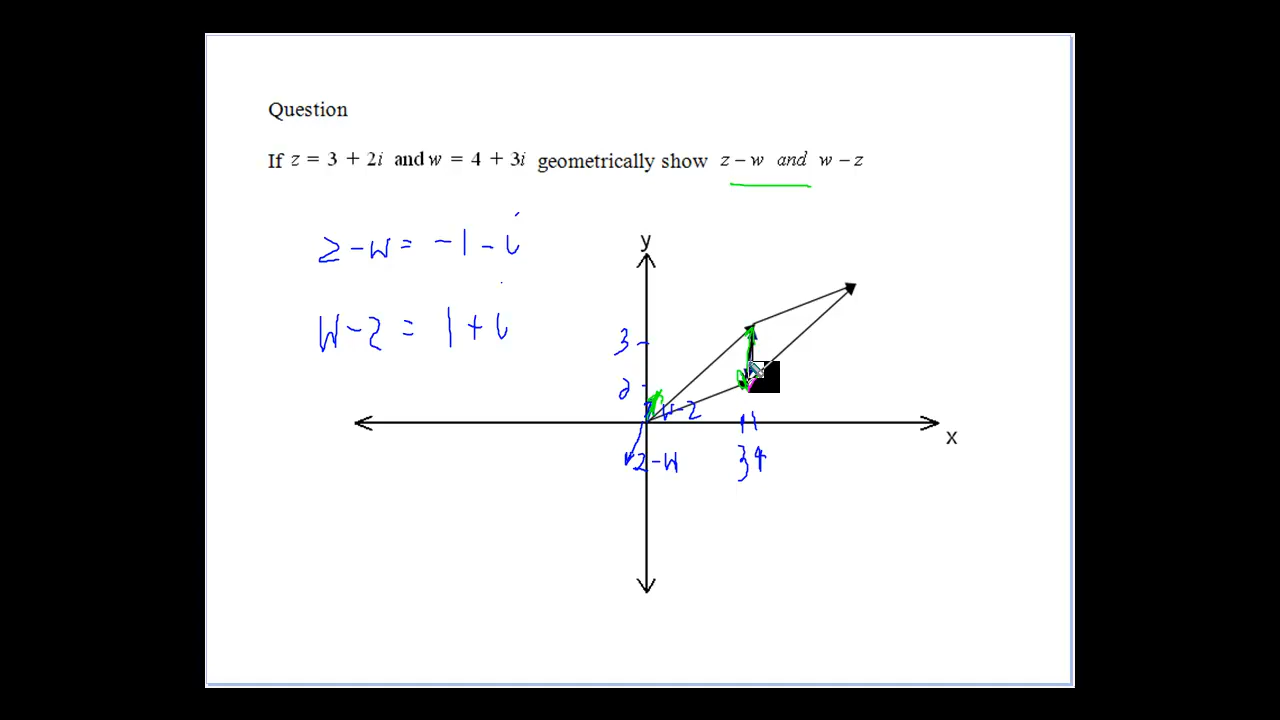 Question
If z = 3 + 2i and w = 4 + 3i geometrically show z – w and w – z
z – w = – 1 – i
w – z = 1 + i
y
3
2
w – z
x
z – w
3 4